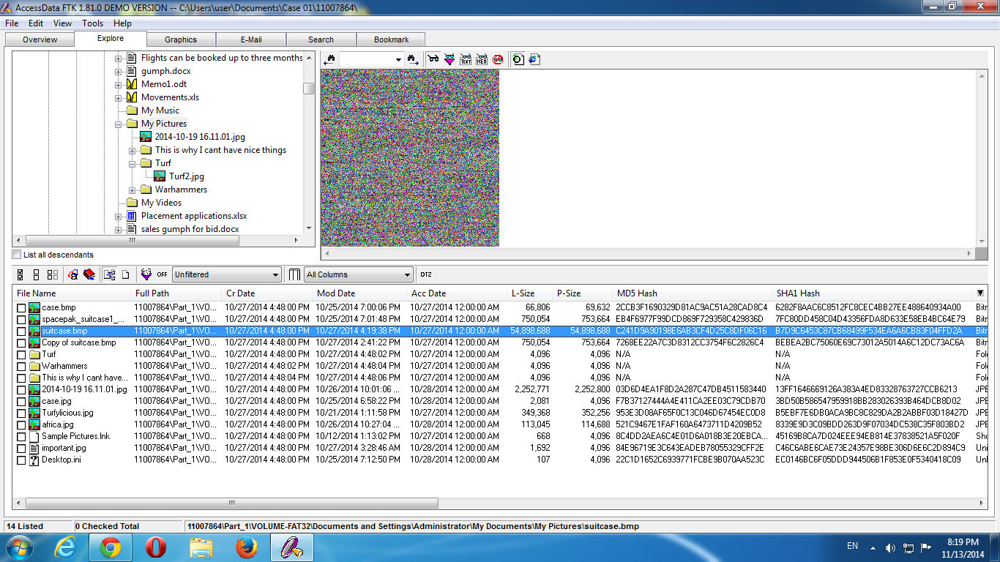 AccessData FTK 1.81.0 DEMO VERSION -- C:\Users\user\Documents\Case 01\11007864\
File Edit View Tools Help
Overview Explore Graphics E-Mail Search Bookmark
Flights can be booked up to three months
gumph.docx
Memo1.odt
Movements.xls
My Music
My Pictures
2014-10-19 16.11.01.jpg
This is why I cant have nice things
Turf
Turf2.jpg
Warhammers
My Videos
Placement applications.xlsx
sales gumph for bid.docx
TEXT HEX
List all descendants
OFF Unfiltered All Columns DTZ
File Name Full Path Cr Date Mod Date Acc Date L-Size P-Size MD5 Hash SHA1 Hash
case.bmp 11007864\Part_1\VO... 10/27/2014 4:48:00 PM 10/25/2014 7:00:06 PM 10/27/2014 12:00:00 AM 66,806 69,632 2CCB3F1690329D81AC9AC51A28CAD8C4 6282F8AAC6C8512FC8CEC4BB27EE488640934A00 Bitr
spacepak_suitcase1_... 11007864\Part_1\VO... 10/27/2014 4:48:00 PM 10/25/2014 7:01:48 PM 10/27/2014 12:00:00 AM 750,054 753,664 EB4F6977F99DCD869F729358C429836D 7FC80DD458C04D43356FDA8D633E58EB4BC64E79 Bitr
suitcase.bmp 11007864\Part_1\VO... 10/27/2014 4:48:00 PM 10/27/2014 4:19:38 PM 10/27/2014 12:00:00 AM 54,898,688 54,898,688 C241D9A90198E6AB3CF4D25C8DF06C16 B7D9C6453C87CB68499F534EA6ACB83F04FFD2A Bitr
Copy of suitcase.bmp 11007864\Part_1\VO... 10/27/2014 4:48:00 PM 10/27/2014 2:41:22 PM 10/27/2014 12:00:00 AM 750,054 753,664 7268EE22A7C3D8312CC3754F6C2826C4 BEBEA2BC75060E69C73012A5014A6C12DC73AC6A Bitr
Turf 11007864\Part_1\VO... 10/27/2014 4:48:02 PM 10/27/2014 4:48:02 PM 10/27/2014 12:00:00 AM 4,096 4,096 N/A N/A Fol
Warhammers 11007864\Part_1\VO... 10/27/2014 4:48:02 PM 10/27/2014 4:48:04 PM 10/27/2014 12:00:00 AM 4,096 4,096 N/A N/A Fol
This is why I cant have... 11007864\Part_1\VO... 10/27/2014 4:48:04 PM 10/27/2014 4:48:06 PM 10/27/2014 12:00:00 AM 4,096 4,096 N/A N/A Fol
2014-10-19 16.11.01.jpg 11007864\Part_1\VO... 10/27/2014 4:48:00 PM 10/26/2014 10:01:06 ... 10/28/2014 12:00:00 AM 2,252,771 2,252,800 03D6D4EA1F8D2A287C47DB4511583440 13FF1646669126A383A4ED83328763727CCB6213 JPE
case.jpg 11007864\Part_1\VO... 10/27/2014 4:48:00 PM 10/25/2014 6:58:22 PM 10/28/2014 12:00:00 AM 2,081 4,096 F7B37127444A4E411CA2EE03C79CDB70 3BD50B586547959918BB283026393B464DCB8D02 JPE
Turfylicious.jpg 11007864\Part_1\VO... 10/27/2014 4:48:00 PM 10/21/2014 1:11:58 PM 10/28/2014 12:00:00 AM 349,368 352,256 953E3D08AF65F0C13C046D67454EC0D8 B5EBF7E6DB0ACA9BC8C829DA2B2ABBF03D18427D JPE
africa.jpg 11007864\Part_1\VO... 10/27/2014 4:48:00 PM 10/26/2014 10:27:04 ... 10/28/2014 12:00:00 AM 113,045 114,688 521C9467E1FAF160A6473711D4209B52 8339E9D3C09BDD263D9F07034DC538C35F803BD2 JPE
Sample Pictures.lnk 11007864\Part_1\VO... 10/27/2014 4:48:00 PM 10/12/2014 1:13:02 PM 10/28/2014 12:00:00 AM 668 4,096 8C4DD2AEA6C4E01D6A018B3E20EBCA... 45169B8CA7D024EEE94EB814E37838521A5F020F Sho
important.jpg 11007864\Part_1\VO... 10/27/2014 4:48:00 PM 10/27/2014 3:28:46 AM 10/28/2014 12:00:00 AM 1,692 4,096 84E96719E3C643EADEB78055329CFF2E C46C6ABE6CAE73E24357E98BE306D6E6C2D894C9 Uni
Desktop.ini 11007864\Part_1\VO... 10/27/2014 4:48:00 PM 10/25/2014 7:12:50 PM 10/28/2014 12:00:00 AM 107 4,096 22C1D1652C6939771FCBE9B070AA523C EC0146BC6F05DDD944506B1F853E0F5340418C09 Unl
14 Listed 0 Checked Total 11007864\Part_1\VOLUME-FAT32\Documents and Settings\Administrator\My Documents\My Pictures\suitcase.bmp
EN 8:19 PM
11/13/2014